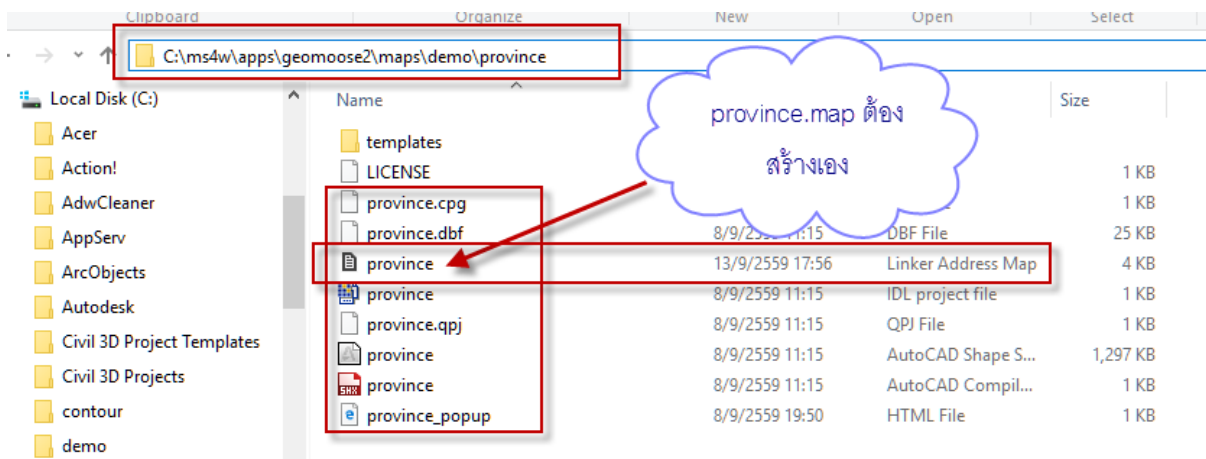 Clipboard Organize New Open Select
C:\ms4w\apps\geomoose2\maps\demo\province
Local Disk (C:)
Acer
Action!
AdwCleaner
AppServ
ArcObjects
Autodesk
Civil 3D Project Templates
Civil 3D Projects
contour
demo
Name Size
templates
LICENSE 1 KB
province.cpg 1 KB
province.dbf DBF File 25 KB
province 13/9/2559 17:56 Linker Address Map 4 KB
province 8/9/2559 11:15 IDL project file 1 KB
province.qpj 8/9/2559 11:15 QPJ File 1 KB
province 8/9/2559 11:15 AutoCAD Shape S... 1,297 KB
province 8/9/2559 11:15 AutoCAD Compil... 1 KB
province_popup 8/9/2559 19:50 HTML File 1 KB
province.map ต้อง
สร้างเอง